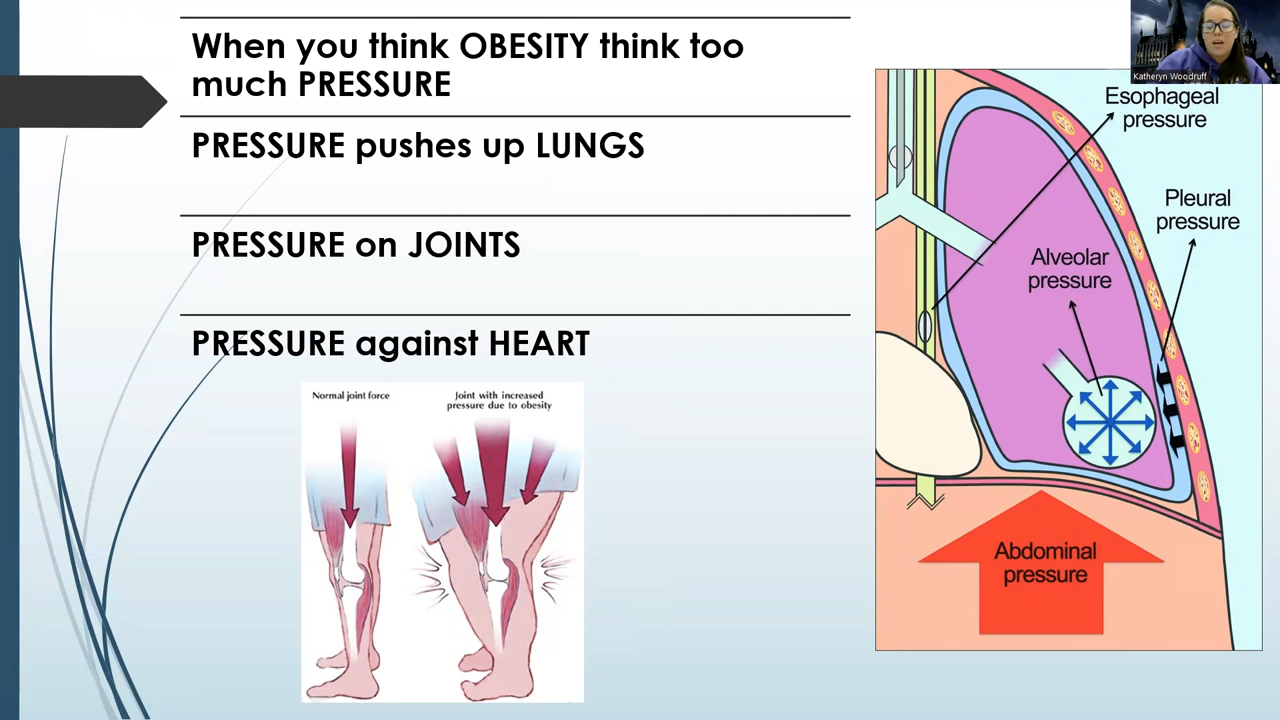 When you think OBESITY think too
much PRESSURE
PRESSURE pushes up LUNGS
PRESSURE on JOINTS
PRESSURE against HEART
Normal joint force
Joint with increased
pressure due to obesity
Katheryn Woodruff
Esophageal
pressure
Pleural
pressure
Alveolar
pressure
Abdominal
pressure